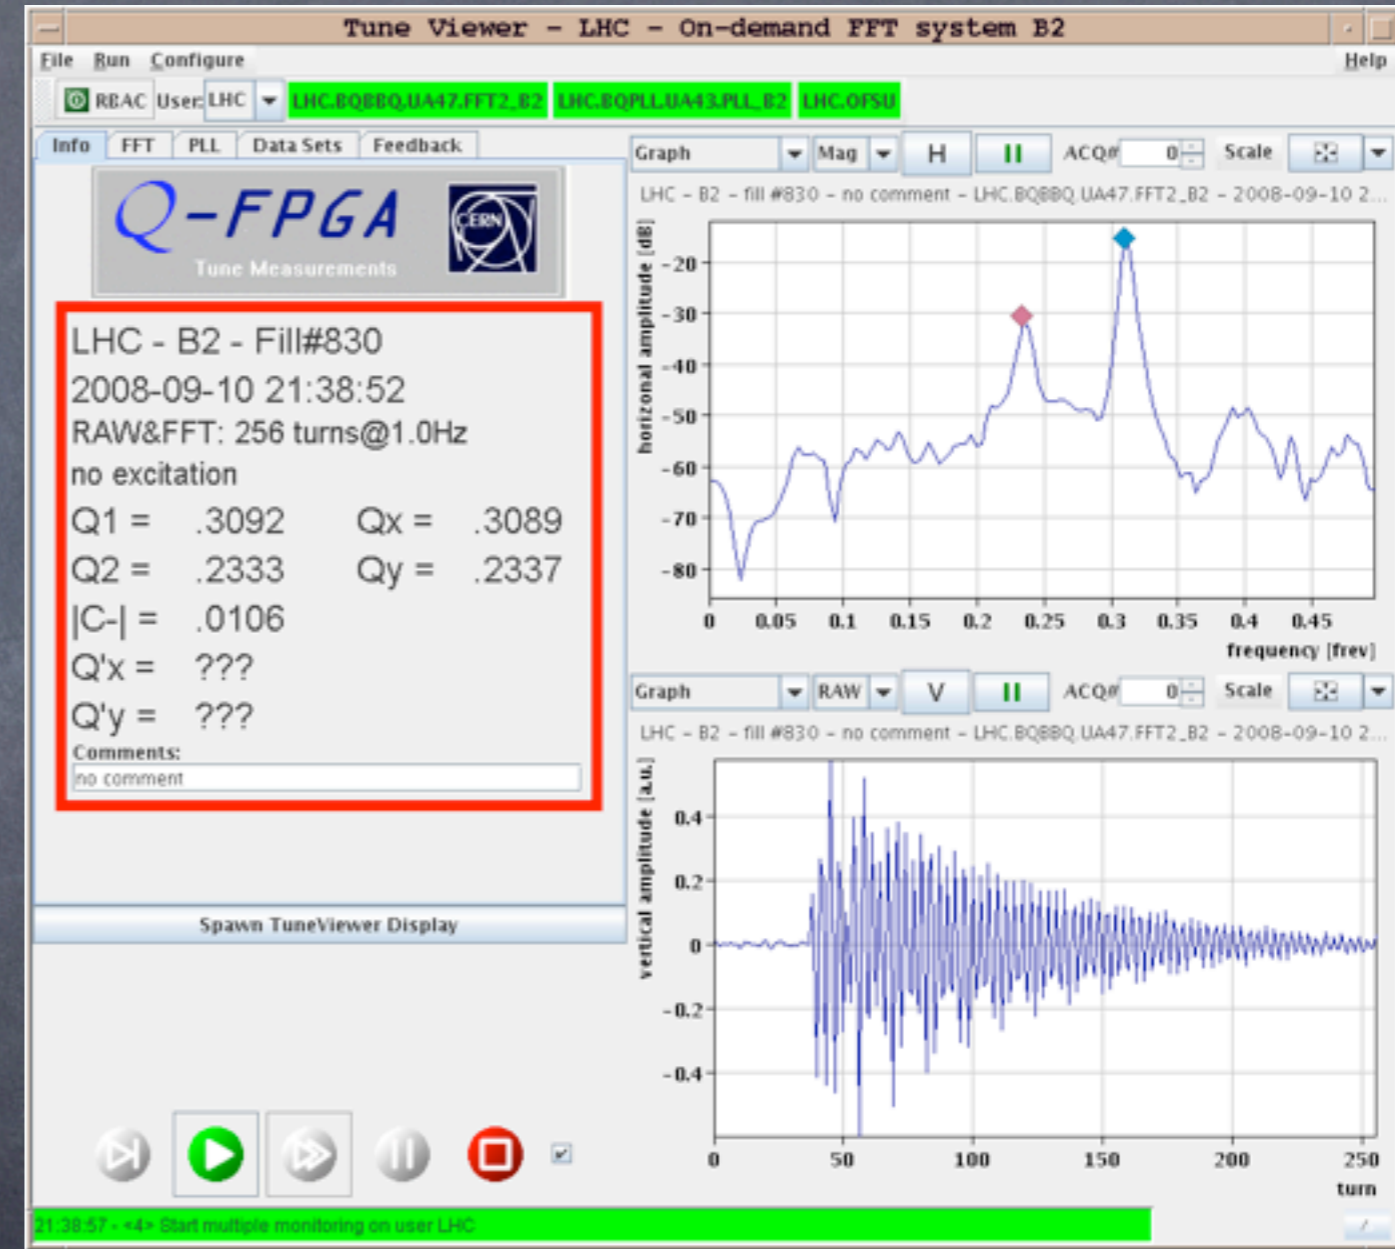 Tune Viewer - LHC - On-demand FFT system B2
File Run Configure Help
RBAC User: LHC LHC.BQBBQ.UA47.FFT2_B2 LHC.BQPLL.UA43.PLL_B2 LHC.OFSU
Info FFT PLL Data Sets Feedback
Q-FPGA
Tune Measurements
CERN
LHC - B2 - Fill#830
2008-09-10 21:38:52
RAW&FFT: 256 turns@1.0Hz
no excitation
Q1 = .3092 Qx = .3089
Q2 = .2333 Qy = .2337
|C-| = .0106
Q'x = ???
Q'y = ???
Comments:
no comment
Spawn TuneViewer Display
Graph Mag H ACQ# 0 Scale
LHC - B2 - fill #830 - no comment - LHC.BQBBQ.UA47.FFT2_B2 - 2008-09-10 2...
horizonal amplitude [dB]
-20
-30
-40
-50
-60
-70
-80
0 0.05 0.1 0.15 0.2 0.25 0.3 0.35 0.4 0.45
frequency [frev]
Graph RAW V ACQ# 0 Scale
LHC - B2 - fill #830 - no comment - LHC.BQBBQ.UA47.FFT2_B2 - 2008-09-10 2...
vertical amplitude [a.u.]
0.4
0.2
0
-0.2
-0.4
0 50 100 150 200 250
turn
21:38:57 - <4> Start multiple monitoring on user LHC